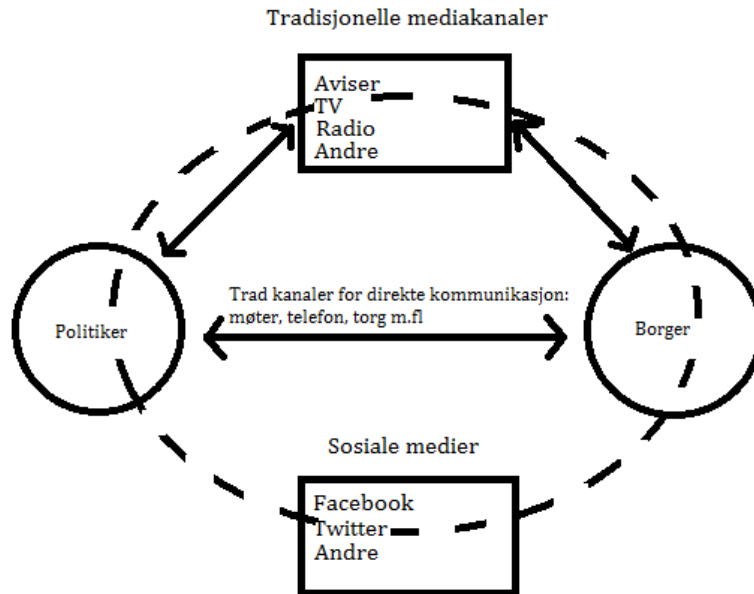 Tradisjonelle mediakanaler
Aviser
TV
Radio
Andre
Trad kanaler for direkte kommunikasjon:
møter, telefon, torg m.fl
Politiker
Borger
Sosiale medier
Facebook
Twitter
Andre